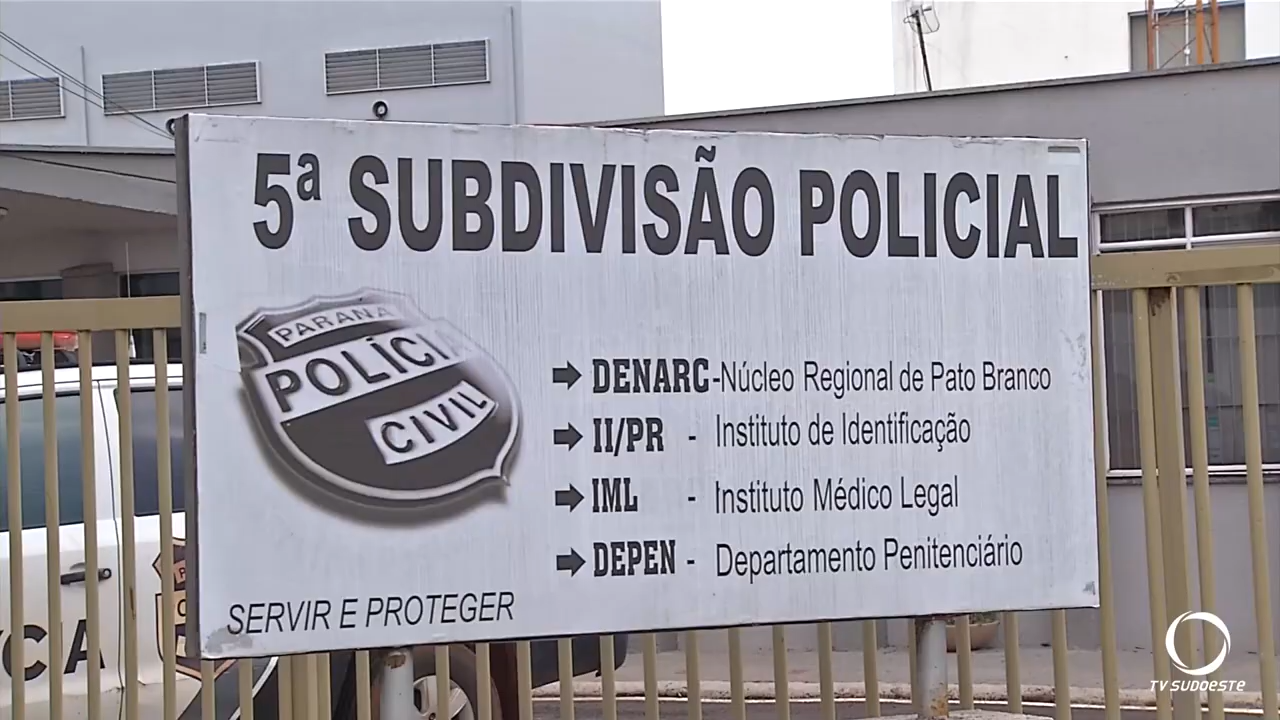 5ª SUBDIVISÃO POLICIAL
PARANÁ
POLÍCIA
CIVIL
DENARC-Núcleo Regional de Pato Branco
II/PR - Instituto de Identificação
IML - Instituto Médico Legal
DEPEN - Departamento Penitenciário
SERVIR E PROTEGER
TV SUDOESTE